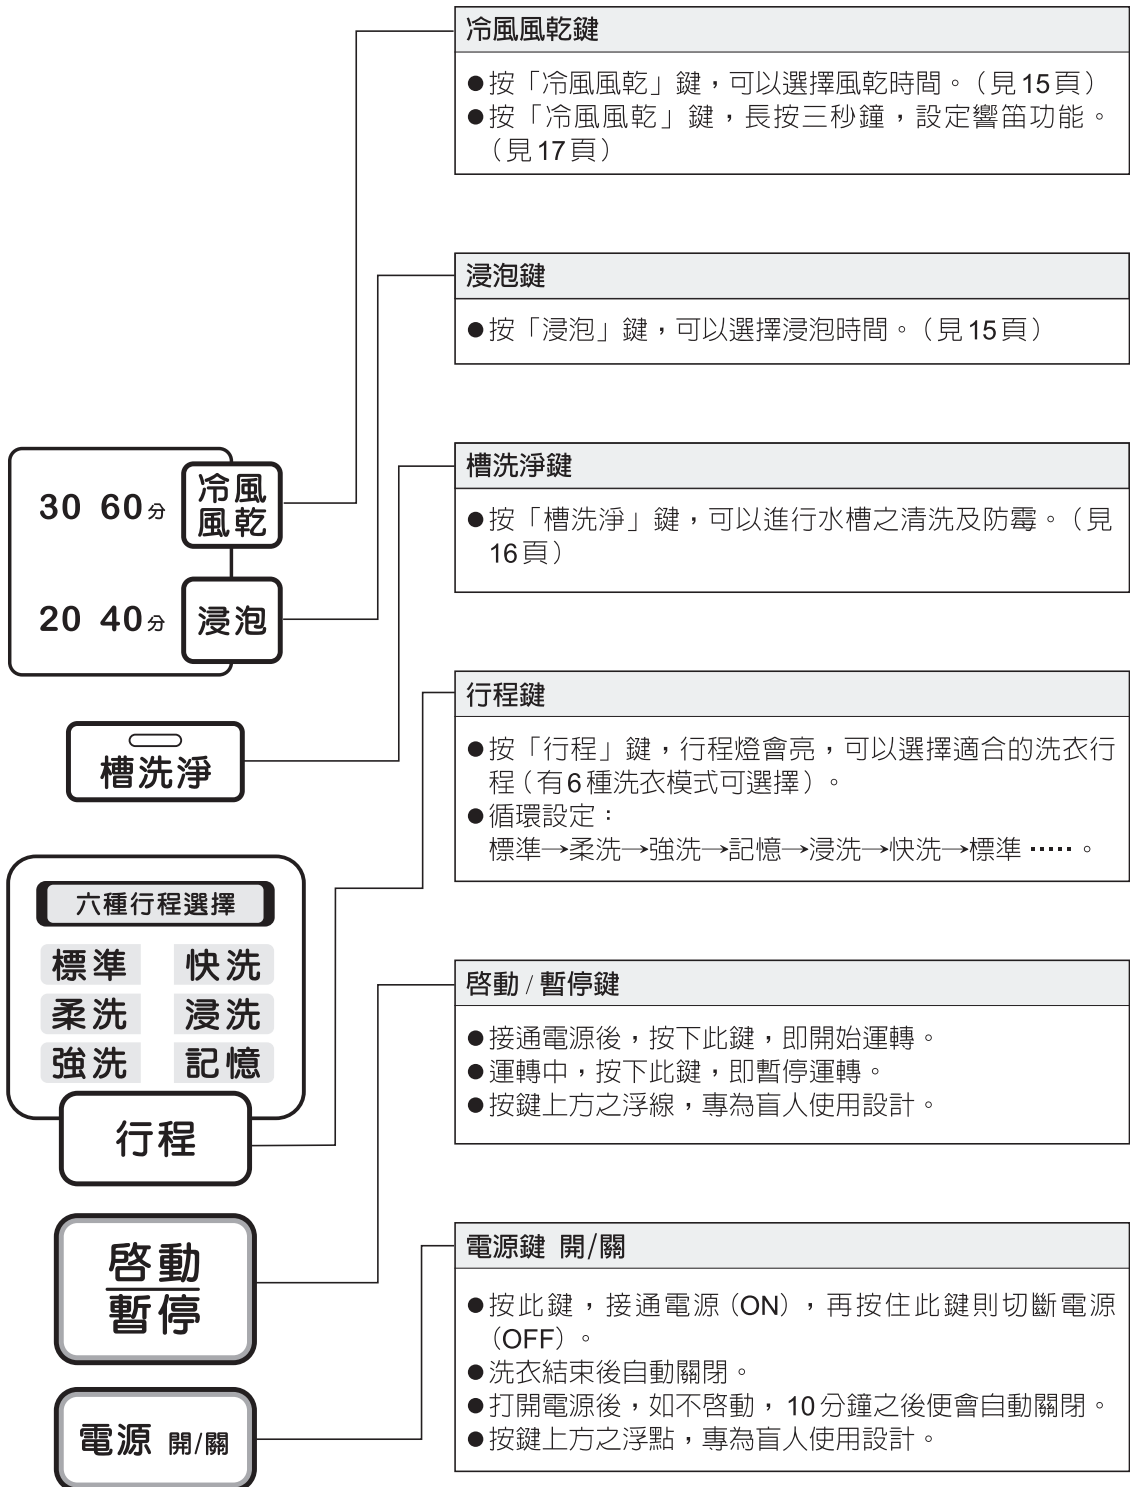 冷風風乾鍵
●按「冷風風乾」鍵，可以選擇風乾時間。（見15頁）
●按「冷風風乾」鍵，長按三秒鐘，設定響笛功能。
（見17頁）
浸泡鍵
●按「浸泡」鍵，可以選擇浸泡時間。（見15頁）
槽洗淨鍵
●按「槽洗淨」鍵，可以進行水槽之清洗及防霉。（見
16頁）
30 60分
冷風
風乾
20 40分
浸泡
槽洗淨
行程鍵
●按「行程」鍵，行程燈會亮，可以選擇適合的洗衣行
程（有6種洗衣模式可選擇）。
●循環設定：
標準→柔洗→強洗→記憶→浸洗→快洗→標準 ‧‧‧‧‧。
六種行程選擇
標準 快洗
柔洗 浸洗
強洗 記憶
行程
啓動 / 暫停鍵
●接通電源後，按下此鍵，即開始運轉。
●運轉中，按下此鍵，即暫停運轉。
●按鍵上方之浮線，專為盲人使用設計。
啓動
暫停
電源鍵 開/關
●按此鍵，接通電源（ON），再按住此鍵則切斷電源
（OFF）。
●洗衣結束後自動關閉。
●打開電源後，如不啓動，10分鐘之後便會自動關閉。
●按鍵上方之浮點，專為盲人使用設計。
電源 開/關